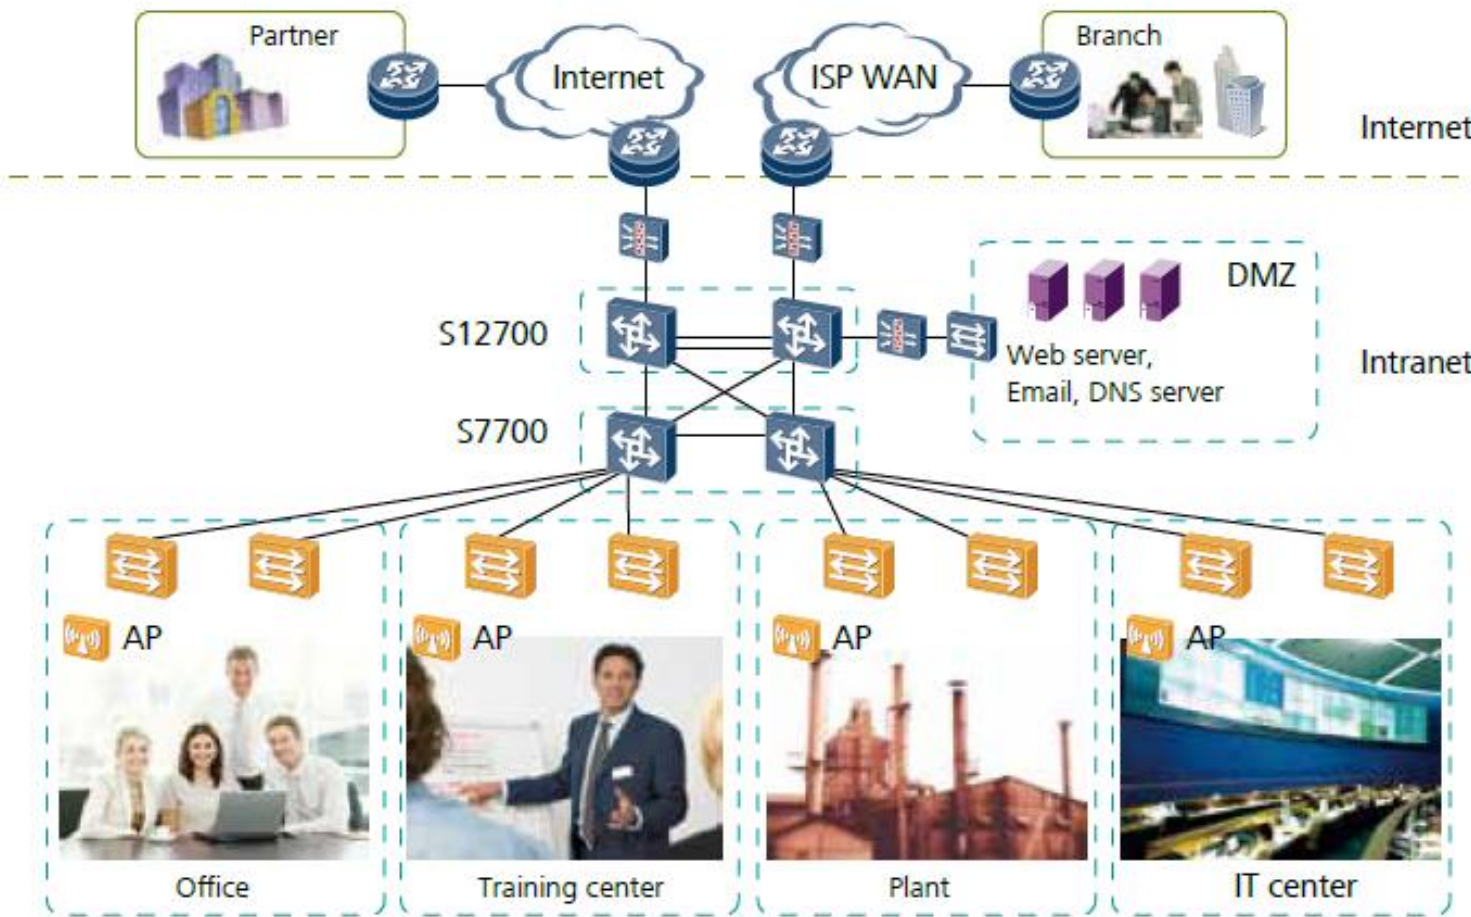 Partner
Internet
ISP WAN
Branch
Internet
S12700
DMZ
Web server,
Email, DNS server
Intranet
S7700
AP
AP
AP
AP
Office
Training center
Plant
IT center